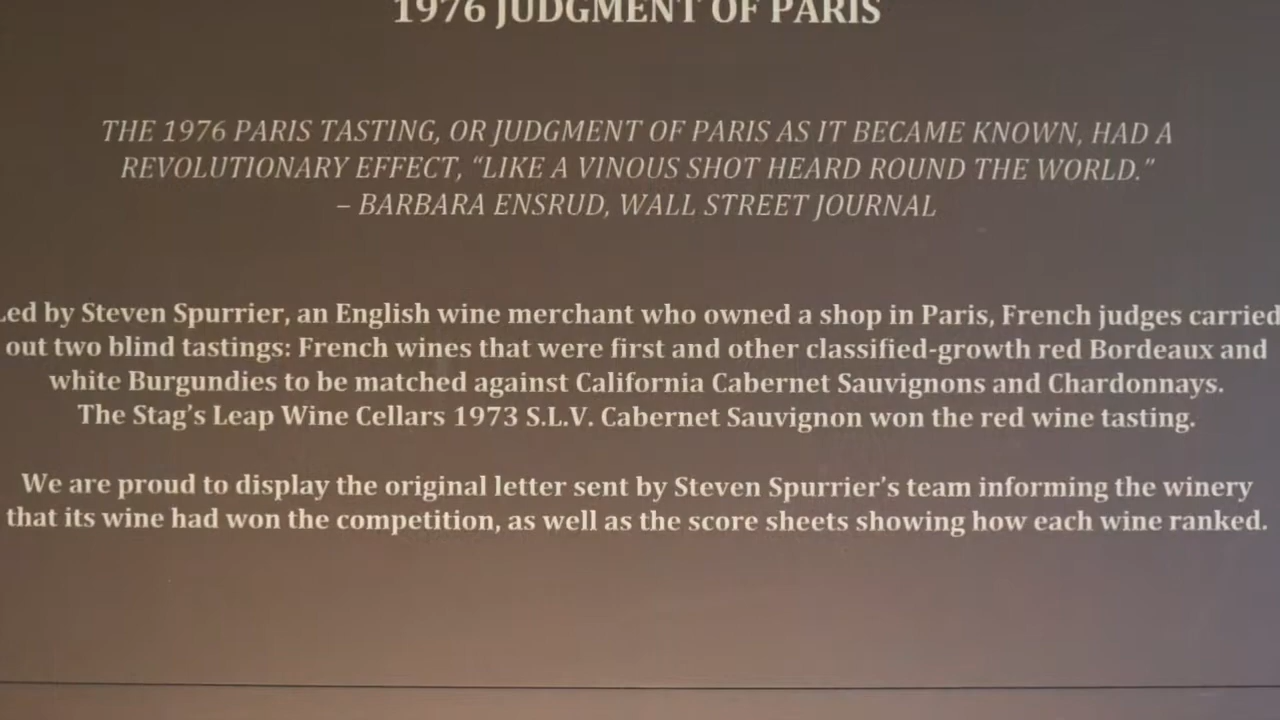 1976 JUDGMENT OF PARIS
THE 1976 PARIS TASTING, OR JUDGMENT OF PARIS AS IT BECAME KNOWN, HAD A
REVOLUTIONARY EFFECT, “LIKE A VINOUS SHOT HEARD ROUND THE WORLD.”
– BARBARA ENSRUD, WALL STREET JOURNAL
Led by Steven Spurrier, an English wine merchant who owned a shop in Paris, French judges carried
out two blind tastings: French wines that were first and other classified-growth red Bordeaux and
white Burgundies to be matched against California Cabernet Sauvignons and Chardonnays.
The Stag’s Leap Wine Cellars 1973 S.L.V. Cabernet Sauvignon won the red wine tasting.
We are proud to display the original letter sent by Steven Spurrier’s team informing the winery
that its wine had won the competition, as well as the score sheets showing how each wine ranked.